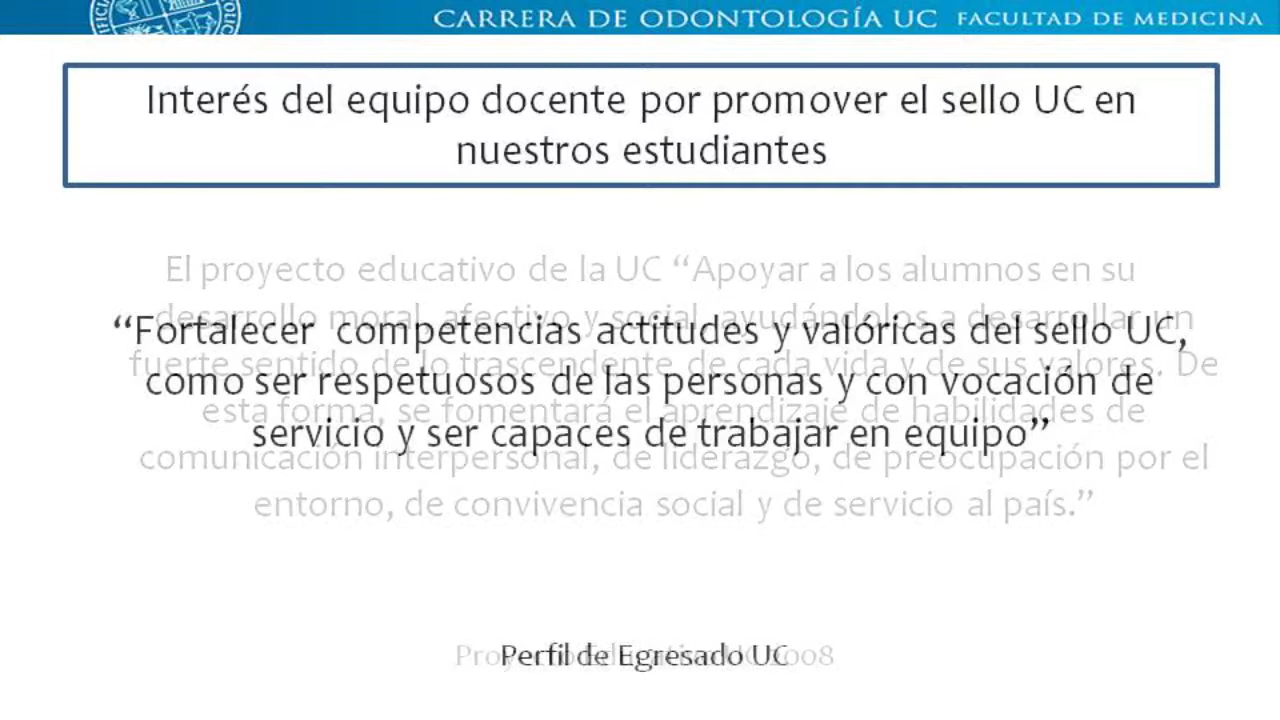 CARRERA DE ODONTOLOGÍA UC FACULTAD DE MEDICINA
Interés del equipo docente por promover el sello UC en
nuestros estudiantes
El proyecto educativo de la UC “Apoyar a los alumnos en su
desarrollo moral, afectivo y social, ayudándolos a desarrollar un
fuerte sentido de lo trascendente de cada vida y de sus valores. De
esta forma, se fomentará el aprendizaje de habilidades de
comunicación interpersonal, de liderazgo, de preocupación por el
entorno, de convivencia social y de servicio al país.”
“Fortalecer competencias actitudes y valóricas del sello UC,
como ser respetuosos de las personas y con vocación de
servicio y ser capaces de trabajar en equipo”
Proyecto Educativo UC 2008
Perfil de Egresado UC